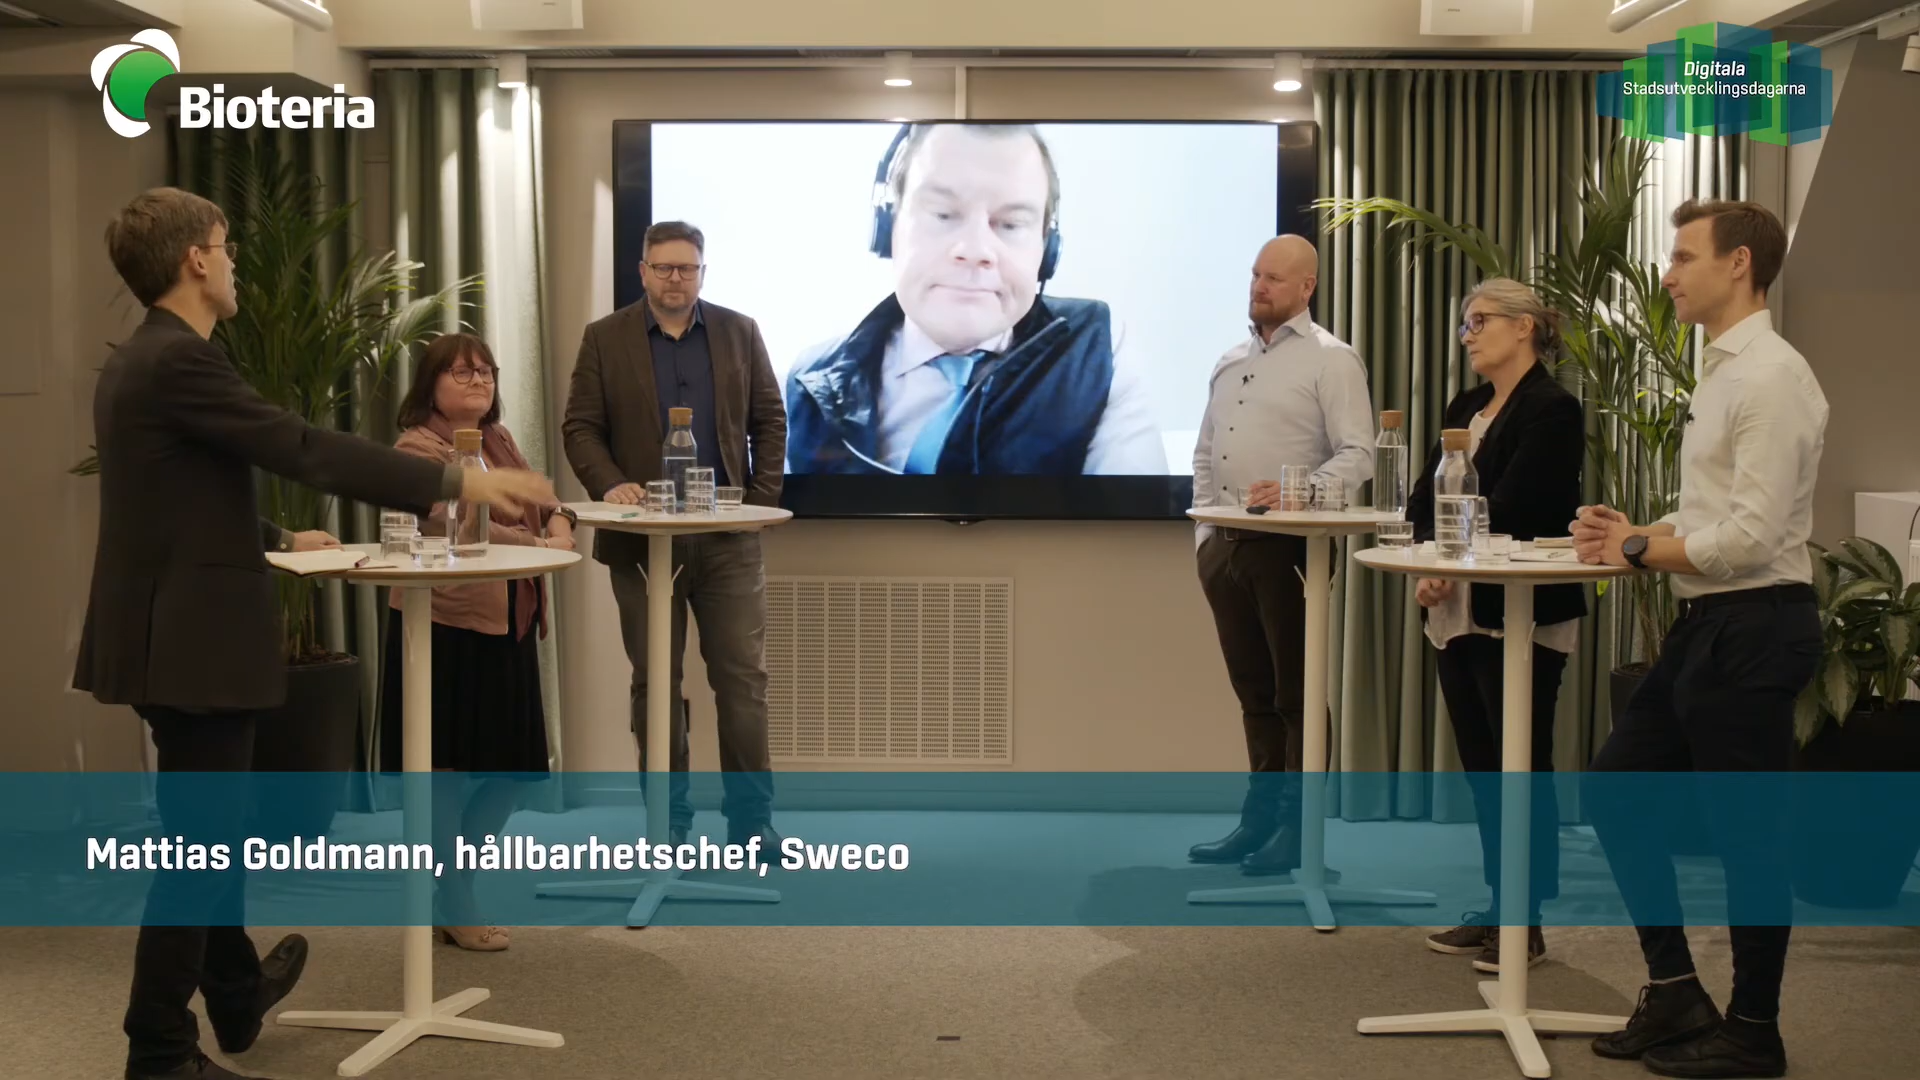 Bioteria
Digitala
Stadsutvecklingsdagarna
Mattias Goldmann, hållbarhetschef, Sweco